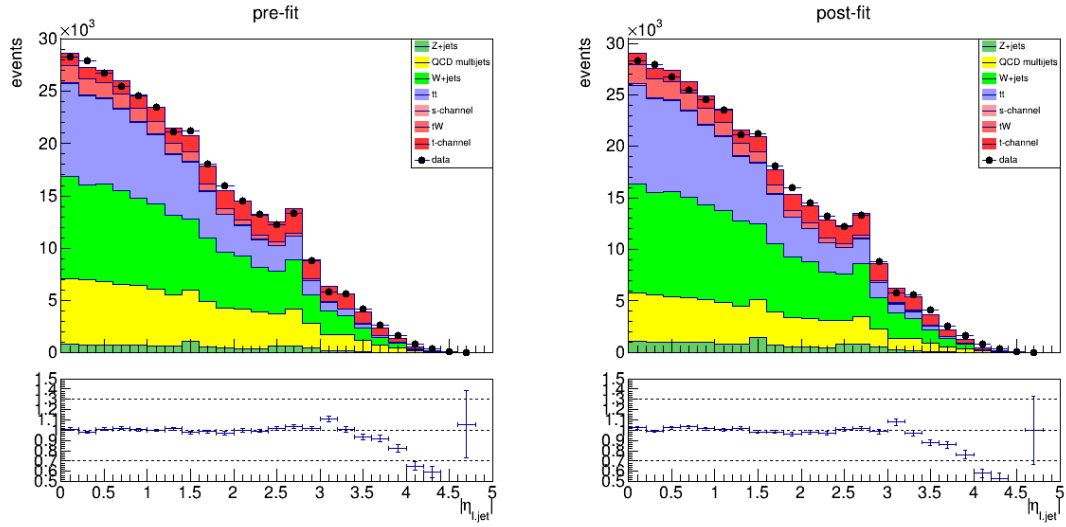 pre-fit
×10³
events
30
25
20
15
10
5
0
Z+jets
QCD multijets
W+jets
tt
s-channel
tW
t-channel
data
1.5
1.4
1.3
1.2
1.1
1.0
0.9
0.8
0.7
0.6
0.5
0 0.5 1 1.5 2 2.5 3 3.5 4 4.5 5
|η l.jet|
post-fit
×10³
events
30
25
20
15
10
5
0
Z+jets
QCD multijets
W+jets
tt
s-channel
tW
t-channel
data
1.5
1.4
1.3
1.2
1.1
1.0
0.9
0.8
0.7
0.6
0.5
0 0.5 1 1.5 2 2.5 3 3.5 4 4.5 5
|η l.jet|